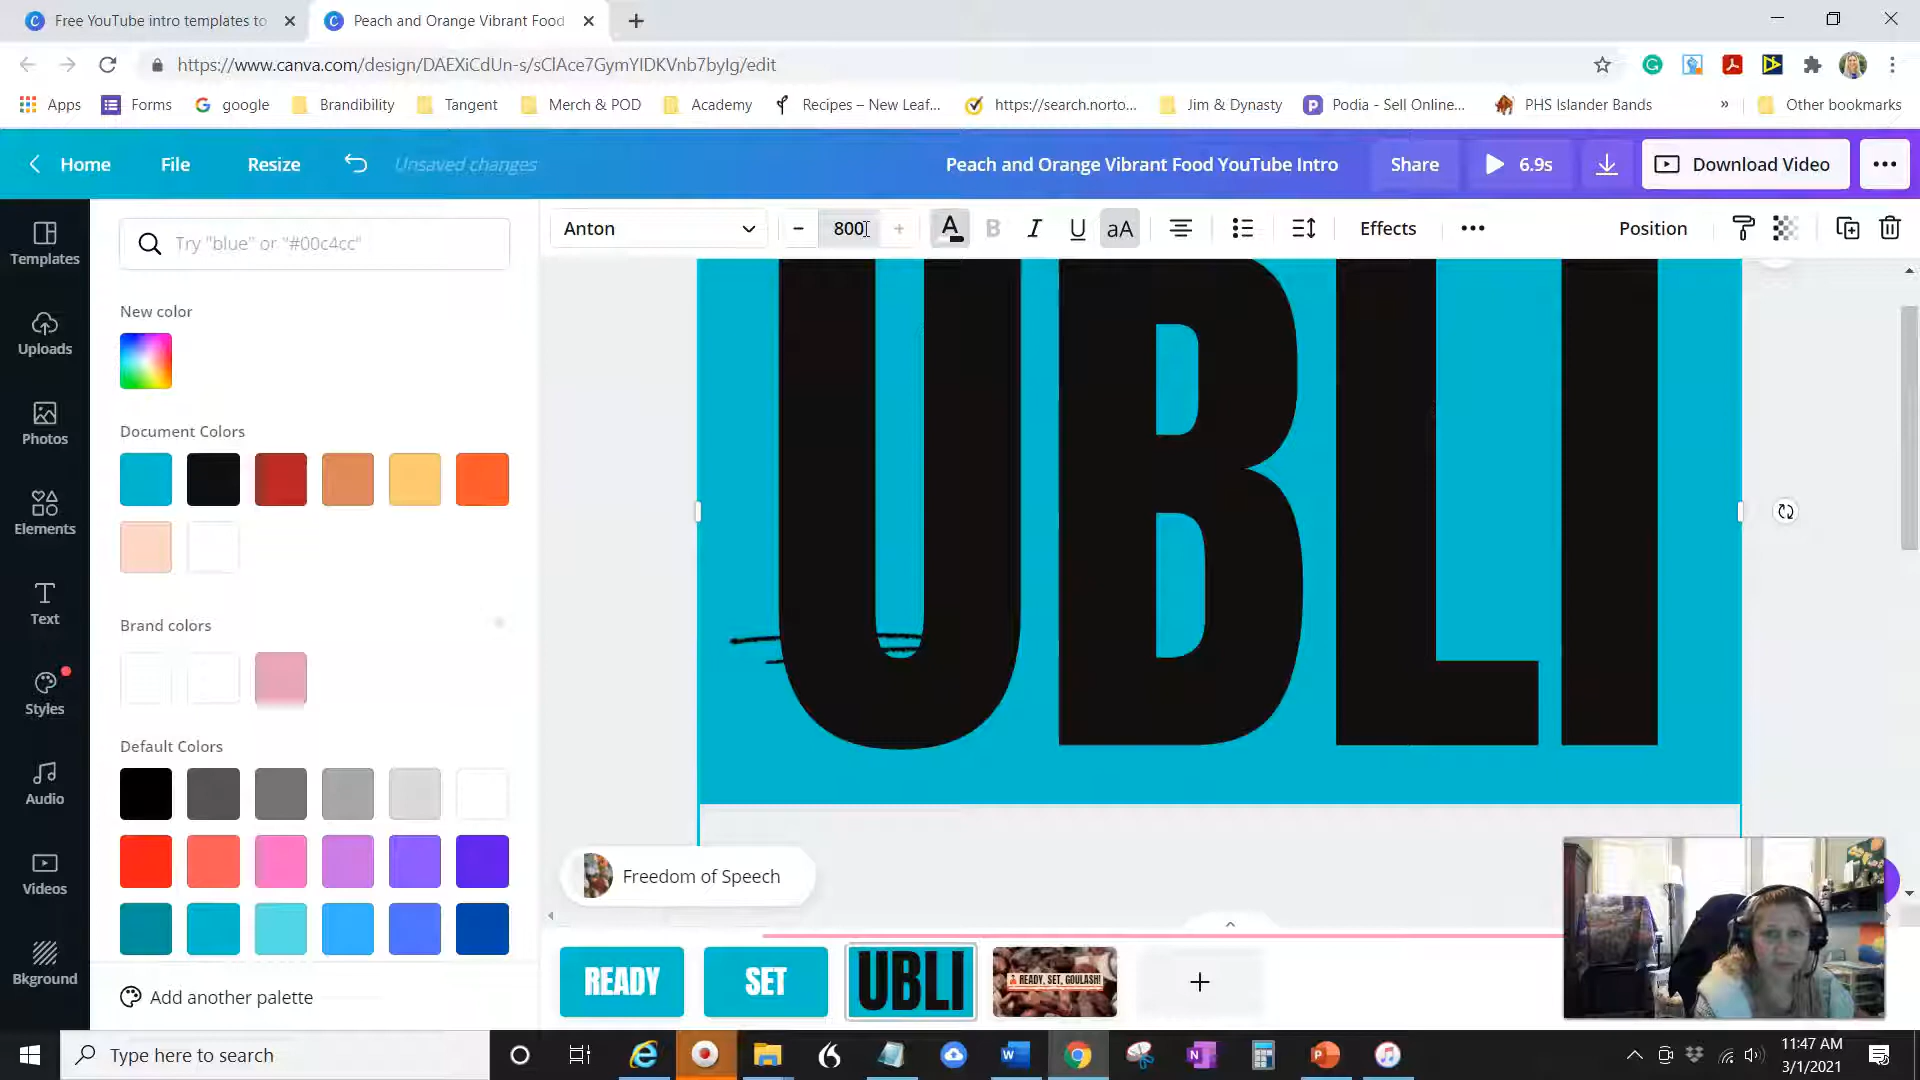 Free YouTube intro templates to
Peach and Orange Vibrant Food
https://www.canva.com/design/DAEXiCdUn-s/sClAce7GymYIDKVnb7byIg/edit
Apps
Forms
google
Brandibility
Tangent
Merch & POD
Academy
Recipes – New Leaf...
https://search.norto...
Jim & Dynasty
Podia - Sell Online...
PHS Islander Bands
»
Other bookmarks
Home
File
Resize
Unsaved changes
Peach and Orange Vibrant Food YouTube Intro
Share
6.9s
Download Video
Templates
Uploads
Photos
Elements
Text
Styles
Audio
Videos
Bkground
Try "blue" or "#00c4cc"
New color
Document Colors
Brand colors
Default Colors
Add another palette
Anton
800
A
B
I
U
aA
Effects
Position
UBLI
Freedom of Speech
READY
SET
UBLI
READY, SET, GOULASH!
Type here to search
11:47 AM
3/1/2021